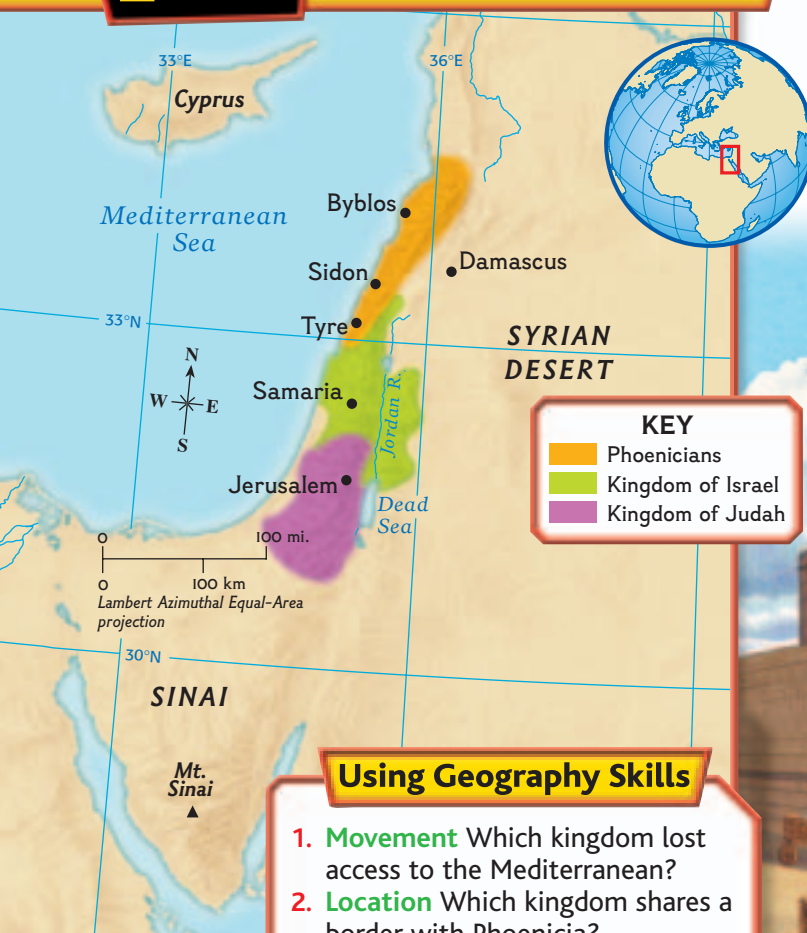 33°E
36°E
Cyprus
Mediterranean
Sea
Byblos
Sidon
Damascus
33°N
Tyre
SYRIAN
DESERT
N
W
E
S
Samaria
Jordan R.
KEY
Phoenicians
Kingdom of Israel
Kingdom of Judah
Jerusalem
Dead
Sea
0 100 mi.
0 100 km
Lambert Azimuthal Equal-Area
projection
30°N
SINAI
Mt.
Sinai
Using Geography Skills
1. Movement Which kingdom lost
access to the Mediterranean?
2. Location Which kingdom shares a
border with Phoenicia?